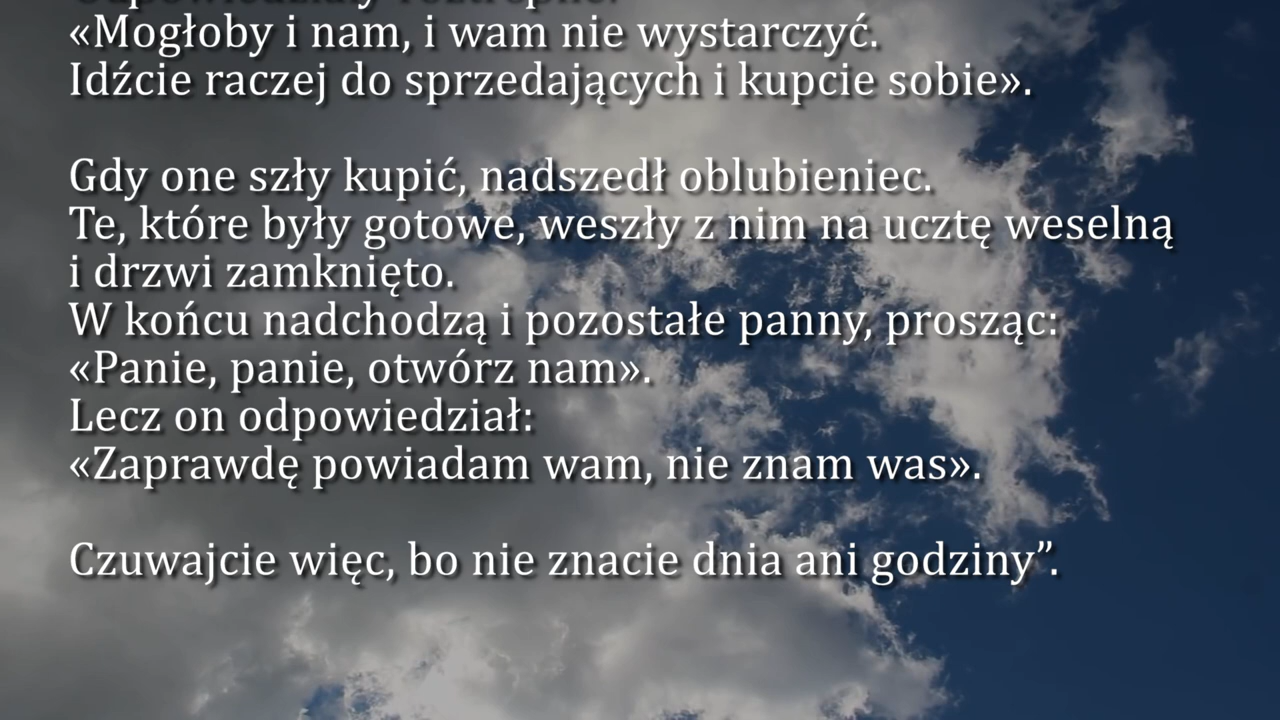 «Mogłoby i nam, i wam nie wystarczyć.
Idźcie raczej do sprzedających i kupcie sobie».
Gdy one szły kupić, nadszedł oblubieniec.
Te, które były gotowe, weszły z nim na ucztę weselną
i drzwi zamknięto.
W końcu nadchodzą i pozostałe panny, prosząc:
«Panie, panie, otwórz nam».
Lecz on odpowiedział:
«Zaprawdę powiadam wam, nie znam was».
Czuwajcie więc, bo nie znacie dnia ani godziny”.